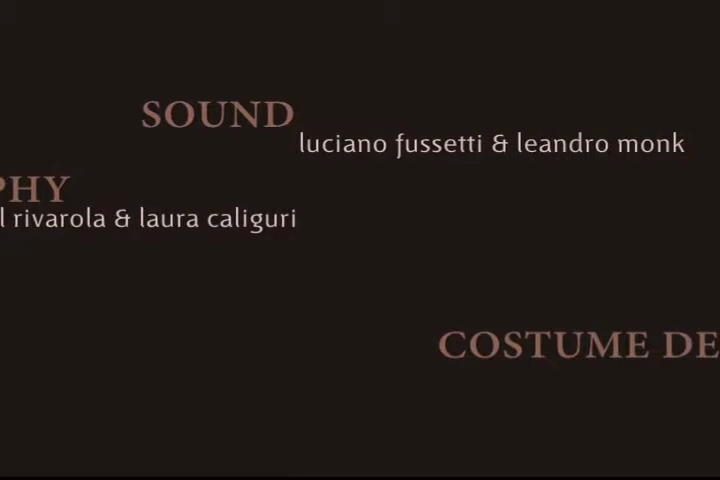 SOUND
luciano fussetti & leandro monk
PHY
l rivarola & laura caliguri
COSTUME DE